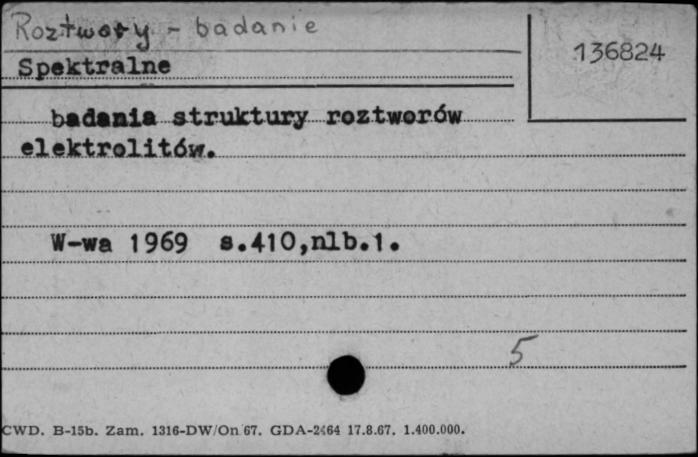 Roztwory - badanie
136824
Spektralne
badania struktury roztworów
elektrolitów.
W-wa 1969 s.410,nlb.1.
5
CWD. B-15b. Zam. 1316-DW/On 67. GDA-2464 17.8.67. 1.400.000.